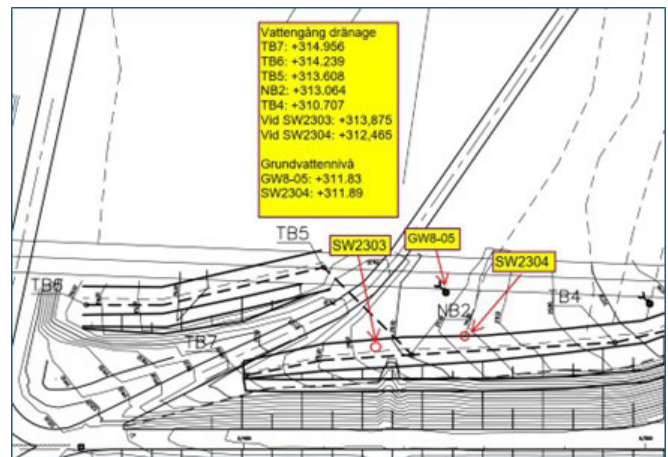 Vattengång dränage
TB7: +314.956
TB6: +314.239
TB5: +313.608
NB2: +313.064
TB4: +310.707
Vid SW2303: +313,875
Vid SW2304: +312,465
Grundvattennivå
GW8-05: +311.83
SW2304: +311.89
TB5
SW2303
GW8-05
SW2304
TB6
NB2
TB4
TB7